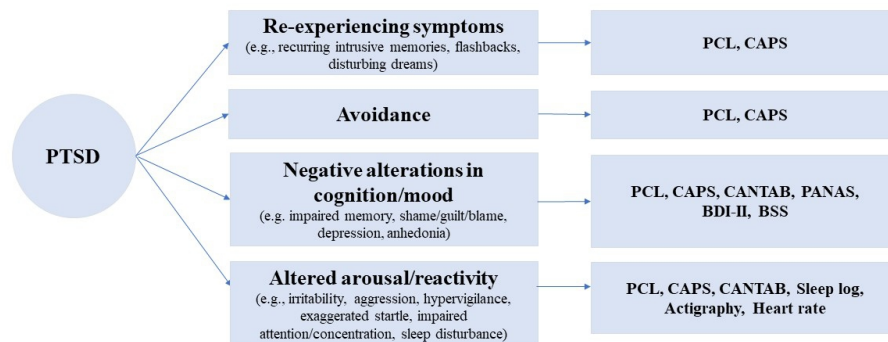 PTSD
Re-experiencing symptoms
(e.g., recurring intrusive memories, flashbacks,
disturbing dreams)
PCL, CAPS
Avoidance
PCL, CAPS
Negative alterations in
cognition/mood
(e.g. impaired memory, shame/guilt/blame,
depression, anhedonia)
PCL, CAPS, CANTAB, PANAS,
BDI-II, BSS
Altered arousal/reactivity
(e.g., irritability, aggression, hypervigilance,
exaggerated startle, impaired
attention/concentration, sleep disturbance)
PCL, CAPS, CANTAB, Sleep log,
Actigraphy, Heart rate